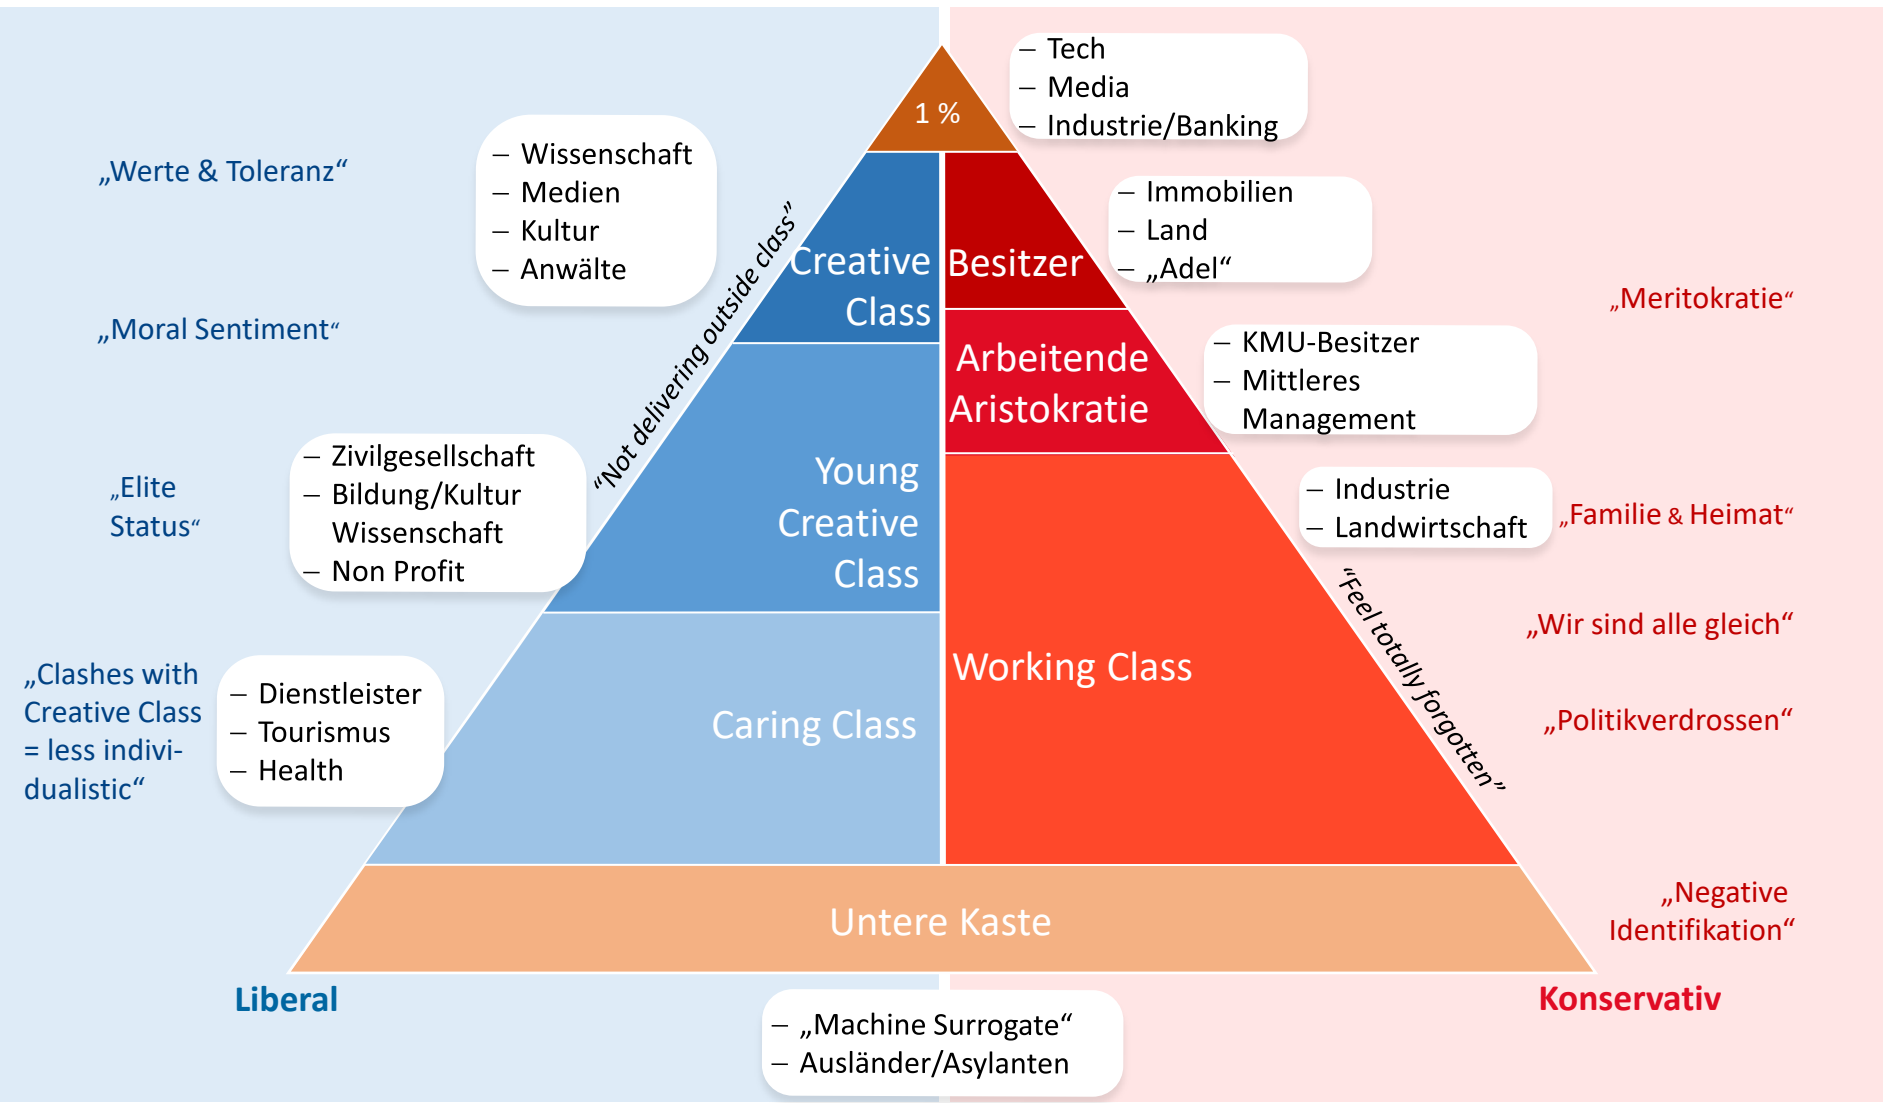 1 %
– Tech
– Media
– Industrie/Banking
„Werte & Toleranz“
– Wissenschaft
– Medien
– Kultur
– Anwälte
„Moral Sentiment“
“Not delivering outside class”
Creative
Class
Besitzer
– Immobilien
– Land
– „Adel“
„Meritokratie“
Arbeitende
Aristokratie
– KMU-Besitzer
– Mittleres
Management
„Elite
Status“
– Zivilgesellschaft
– Bildung/Kultur
Wissenschaft
– Non Profit
Young
Creative
Class
– Industrie
– Landwirtschaft
„Familie & Heimat“
“Feel totally forgotten”
„Wir sind alle gleich“
„Politikverdrossen“
„Clashes with
Creative Class
= less indivi-
dualistic“
– Dienstleister
– Tourismus
– Health
Caring Class
Working Class
Untere Kaste
„Negative
Identifikation“
Liberal
Konservativ
– „Machine Surrogate“
– Ausländer/Asylanten